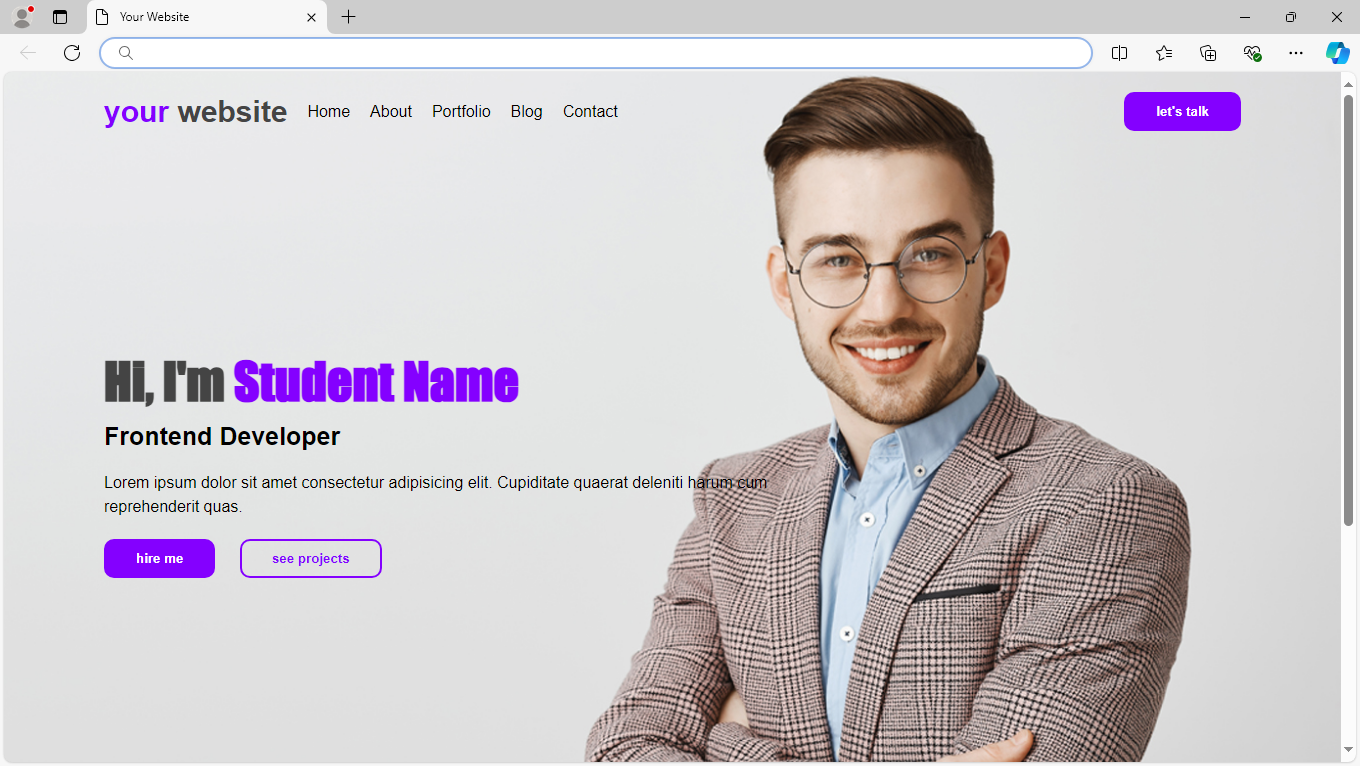 Your Website
your website Home About Portfolio Blog Contact let's talk
Hi, I'm Student Name
Frontend Developer
Lorem ipsum dolor sit amet consectetur adipisicing elit. Cupiditate quaerat deleniti harum cum
reprehenderit quas.
hire me see projects